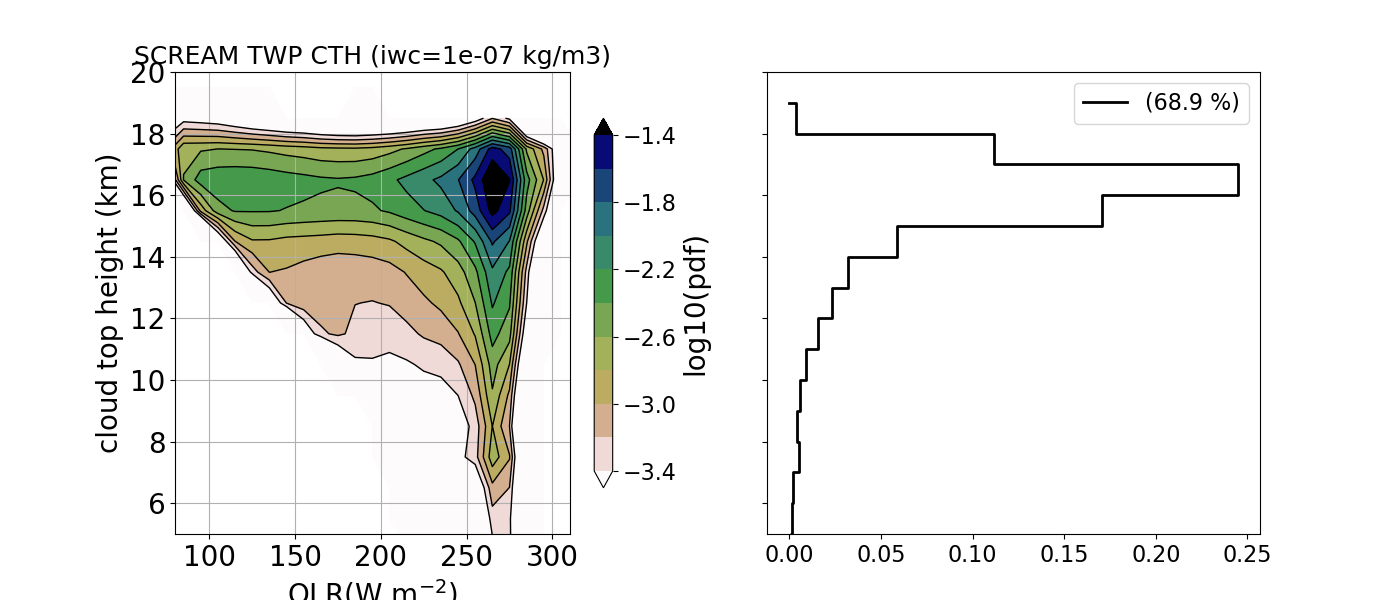 SCREAM TWP CTH (iwc=1e-07 kg/m3)
cloud top height (km)
20
18
16
14
12
10
8
6
100 150 200 250 300
OLR(W m⁻²)
−1.4
−1.8
−2.2
−2.6
−3.0
−3.4
log10(pdf)
(68.9 %)
0.00 0.05 0.10 0.15 0.20 0.25